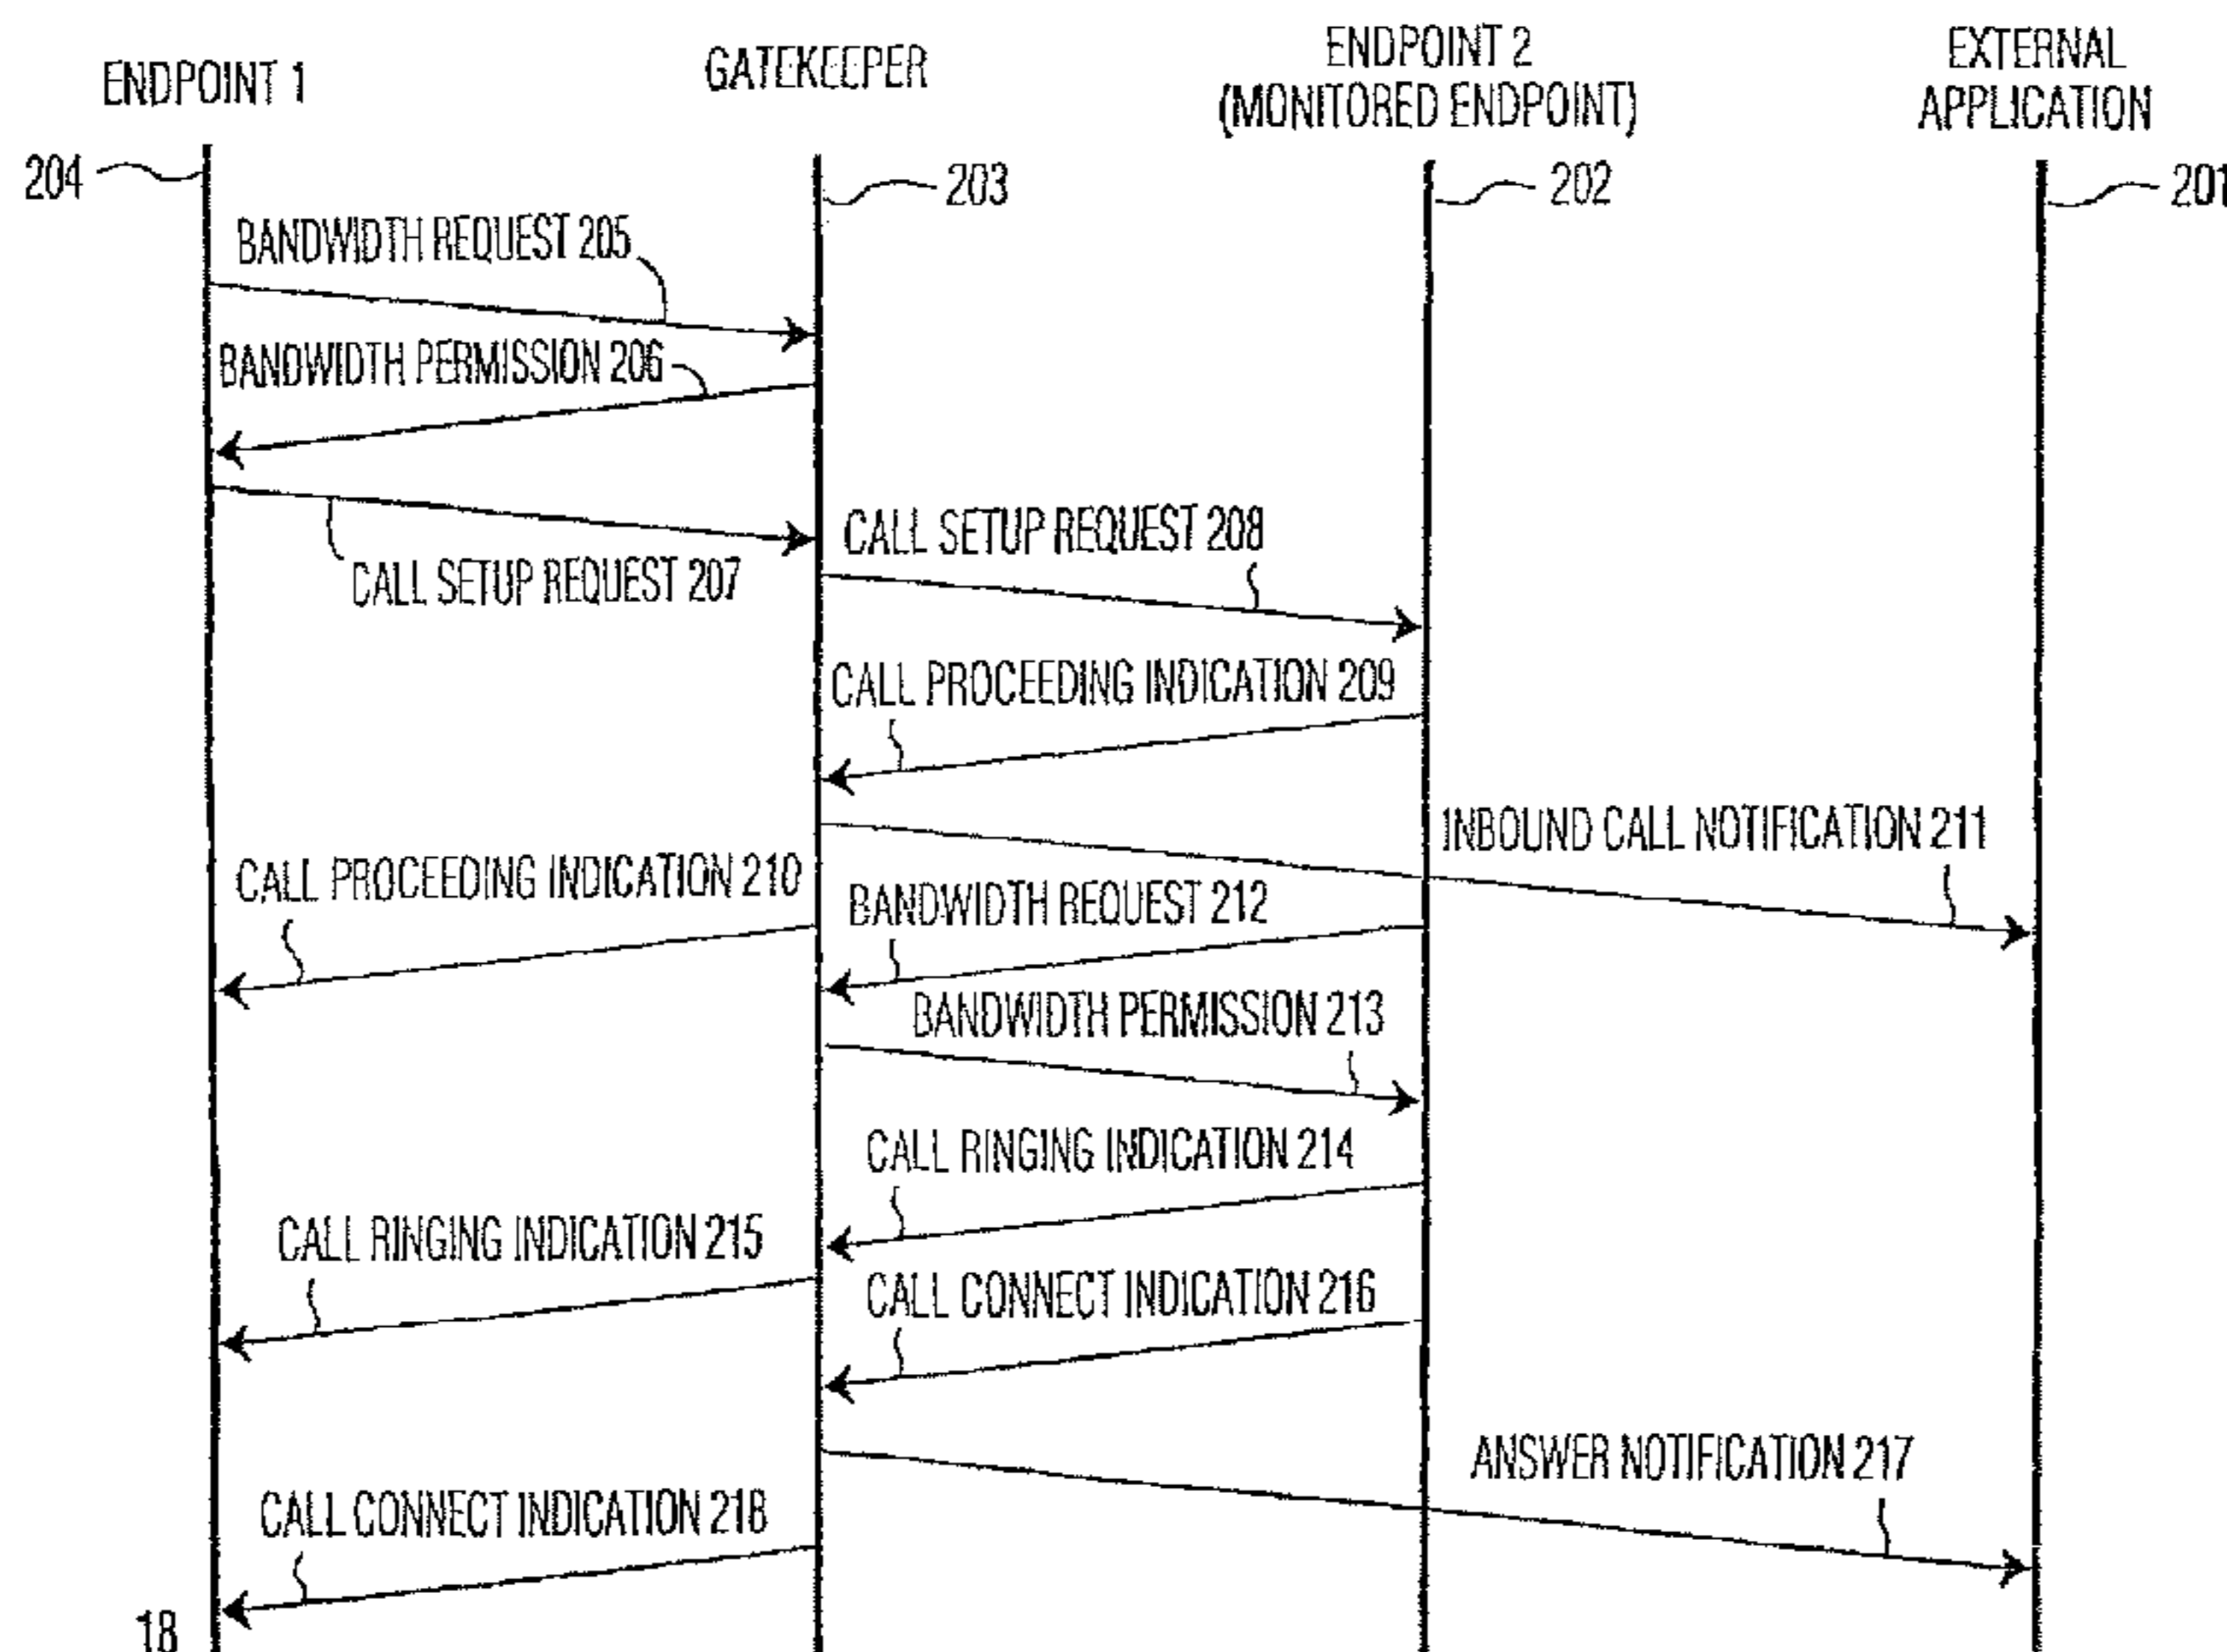 ENDPOINT 1
GATEKEEPER
ENDPOINT 2
(MONITORED ENDPOINT)
EXTERNAL
APPLICATION
204
203
202
201
BANDWIDTH REQUEST 205
BANDWIDTH PERMISSION 206
CALL SETUP REQUEST 207
CALL SETUP REQUEST 208
CALL PROCEEDING INDICATION 209
INBOUND CALL NOTIFICATION 211
CALL PROCEEDING INDICATION 210
BANDWIDTH REQUEST 212
BANDWIDTH PERMISSION 213
CALL RINGING INDICATION 214
CALL RINGING INDICATION 215
CALL CONNECT INDICATION 216
ANSWER NOTIFICATION 217
CALL CONNECT INDICATION 218
18